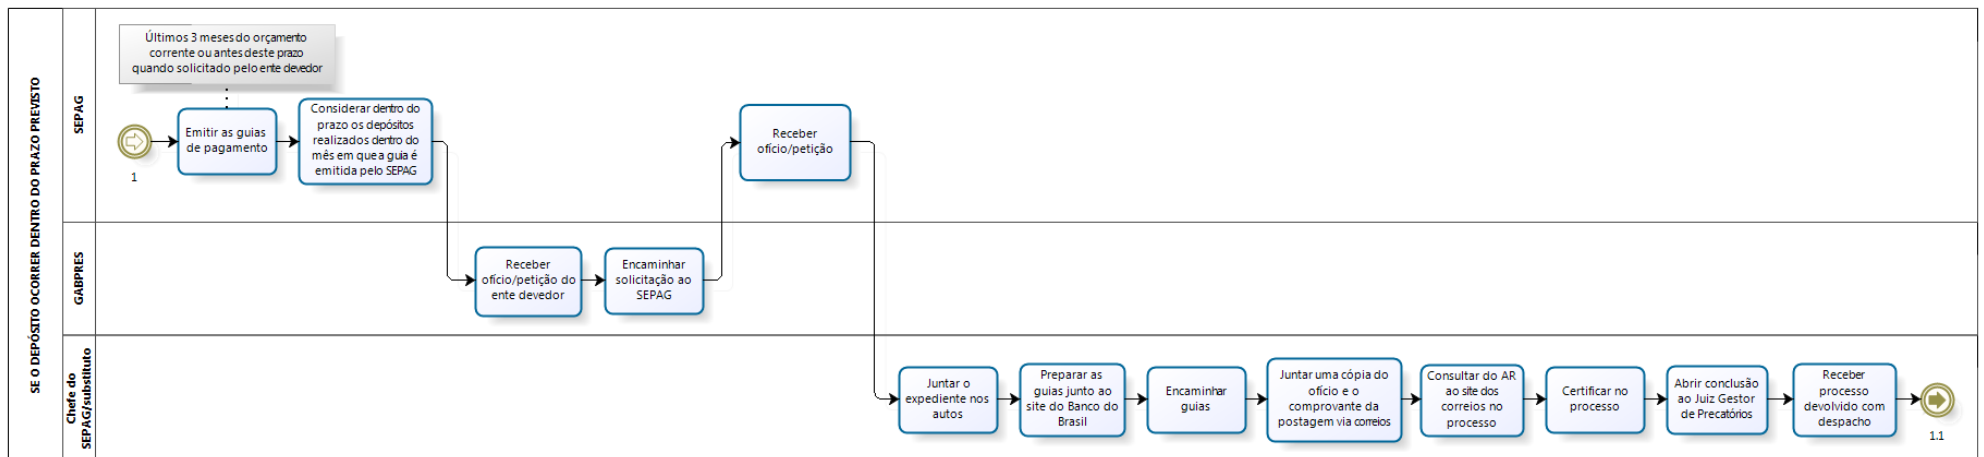 SE O DEPÓSITO OCORRER DENTRO DO PRAZO PREVISTO
SEPAG
Últimos 3 meses do orçamento
corrente ou antes deste prazo
quando solicitado pelo ente devedor
1
Emitir as guias
de pagamento
Considerar dentro do
prazo os depósitos
realizados dentro do
mês em que a guia é
emitida pelo SEPAG
Receber
ofício/petição
GABPRES
Receber
ofício/petição do
ente devedor
Encaminhar
solicitação ao
SEPAG
Chefe do
SEPAG/substituto
Juntar o
expediente nos
autos
Preparar as
guias junto ao
site do Banco do
Brasil
Encaminhar
guias
Juntar uma cópia do
ofício e o
comprovante da
postagem via correios
Consultar do AR
ao site dos
correios no
processo
Certificar no
processo
Abrir conclusão
ao Juiz Gestor
de Precatórios
Receber
processo
devolvido com
despacho
1.1